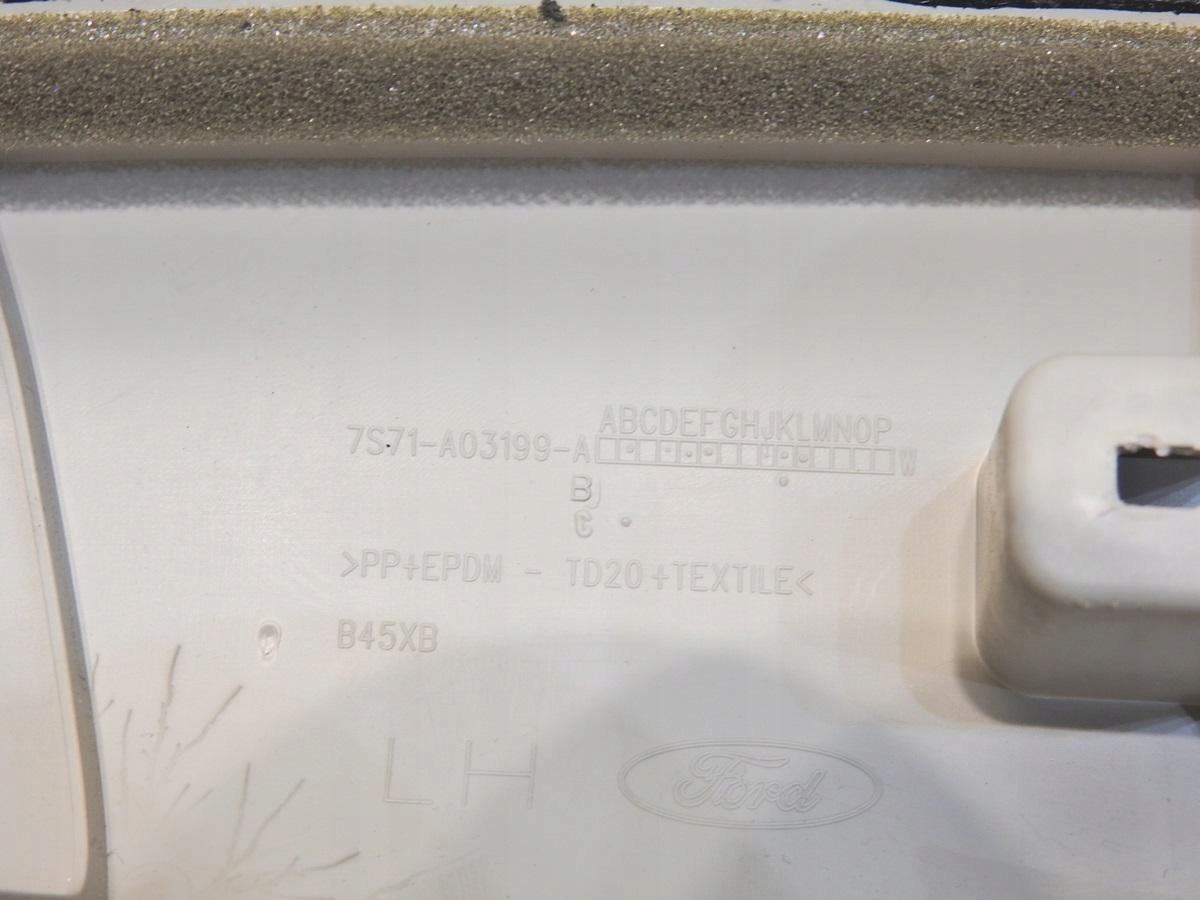 ABCDEFGHJKLMNOP
7S71-A03199-A W
B
C
>PP+EPDM - TD20+TEXTILE<
B45XB
LH
Ford